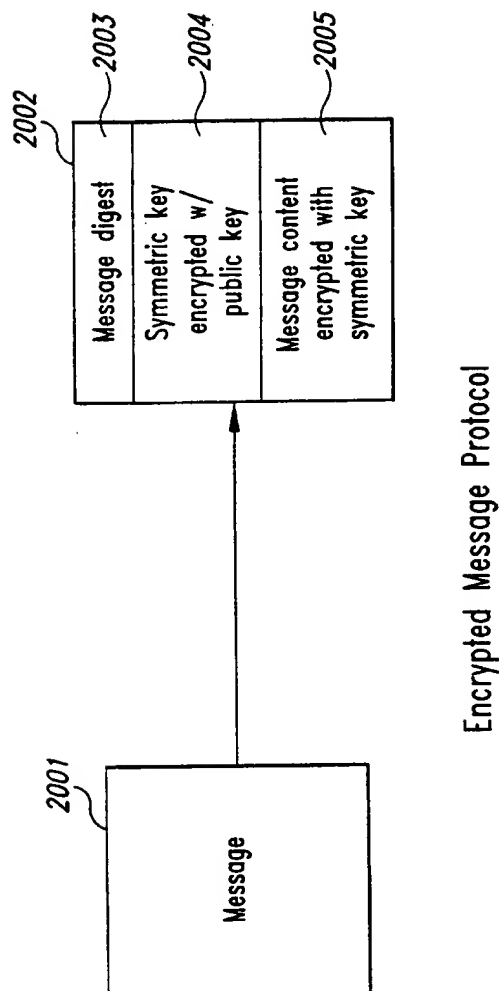 2001
Message
2002
Message digest
2003
Symmetric key
encrypted w/
public key
2004
Message content
encrypted with
symmetric key
2005
Encrypted Message Protocol